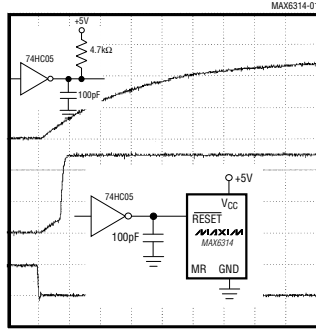 MAX6314-01
+5V
74HC05
4.7kΩ
100pF
74HC05
+5V
VCC
RESET
100pF
MAXIM
MAX6314
MR GND